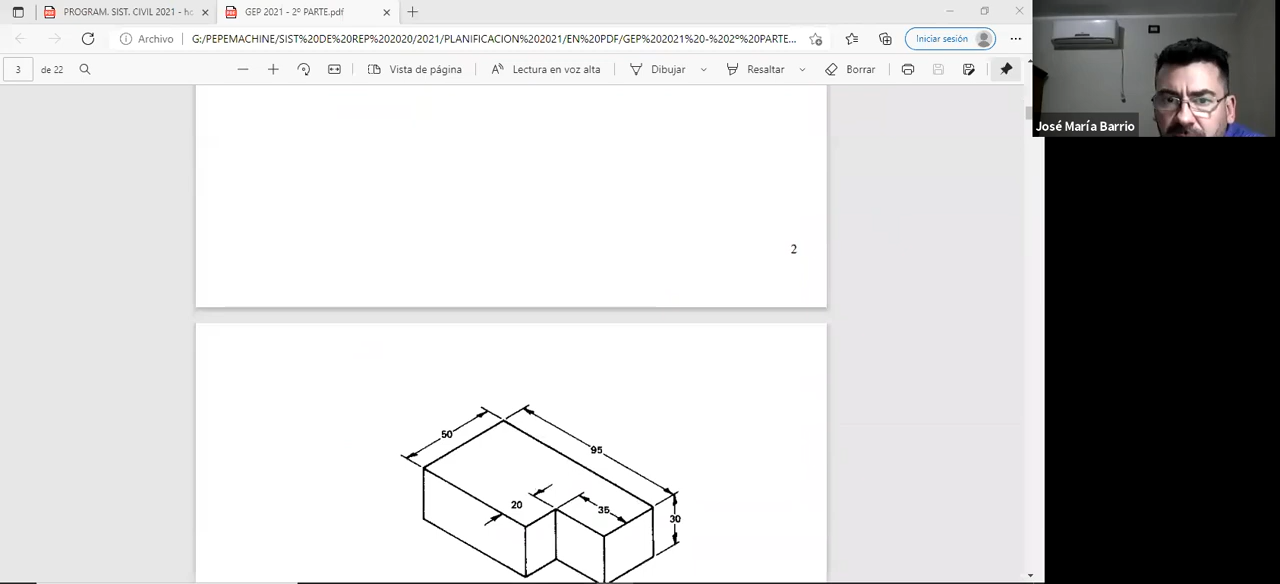 PROGRAM. SIST. CIVIL 2021 - ho
GEP 2021 - 2º PARTE.pdf
Archivo
G:/PEPEMACHINE/SIST%20DE%20REP%202020/2021/PLANIFICACION%202021/EN%20PDF/GEP%202021%20-%202º%20PARTE...
Iniciar sesión
3
de 22
Vista de página
Lectura en voz alta
Dibujar
Resaltar
Borrar
José María Barrio
2
50
95
20
35
30